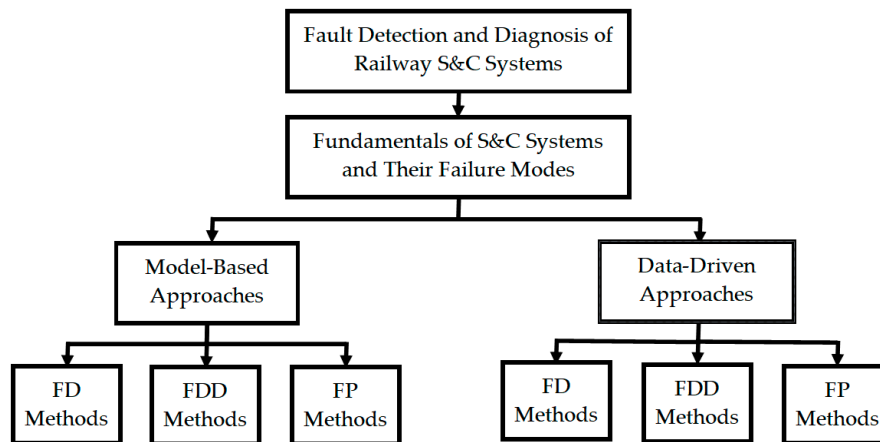 Fault Detection and Diagnosis of
Railway S&C Systems
Fundamentals of S&C Systems
and Their Failure Modes
Model-Based
Approaches
Data-Driven
Approaches
FD
Methods
FDD
Methods
FP
Methods
FD
Methods
FDD
Methods
FP
Methods